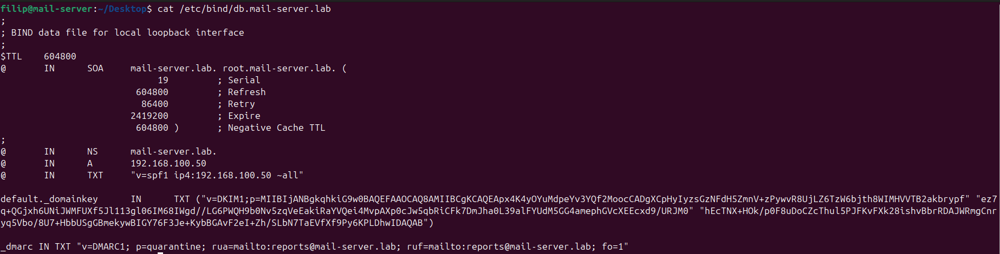 filip@mail-server:~/Desktop$ cat /etc/bind/db.mail-server.lab
;
; BIND data file for local loopback interface
;
$TTL    604800
@       IN      SOA     mail-server.lab. root.mail-server.lab. (
                             19         ; Serial
                         604800         ; Refresh
                          86400         ; Retry
                        2419200         ; Expire
                         604800 )       ; Negative Cache TTL
;
@       IN      NS      mail-server.lab.
@       IN      A       192.168.100.50
@       IN      TXT     "v=spf1 ip4:192.168.100.50 ~all"

default._domainkey      IN      TXT ("v=DKIM1;p=MIIBIjANBgkqhkiG9w0BAQEFAAOCAQ8AMIIBCgKCAQEApx4K4yOYuMdpeYv3YQf2MoocCADgXCpHyIyzsGzNFdH5ZmnV+zPywvR8UjLZ6TzW6bjth8WIMHVVTB2akbrypf" "ez7
q+QGjxh6UNiJWMFUXf5Jl113gl06IM68IWgd//LG6PWQH9b0Nv5zqVeEakiRaYVQei4MvpAXp0cJw5qbRiCFk7DmJha0L39alFYUdM5GG4amephGVcXEEcxd9/URJM0" "hEcTNX+HOk/p0F8uDoCZcThul5PJFKvFXk28ishvBbrRDAJWRmgCnr
yq5Vbo/8U7+HbbUSgGBmekywBIGY76F3Je+KybBGAvF2eI+Zh/SLbN7TaEVfXf9Py6KPLDhwIDAQAB")

_dmarc IN TXT "v=DMARC1; p=quarantine; rua=mailto:reports@mail-server.lab; ruf=mailto:reports@mail-server.lab; fo=1"